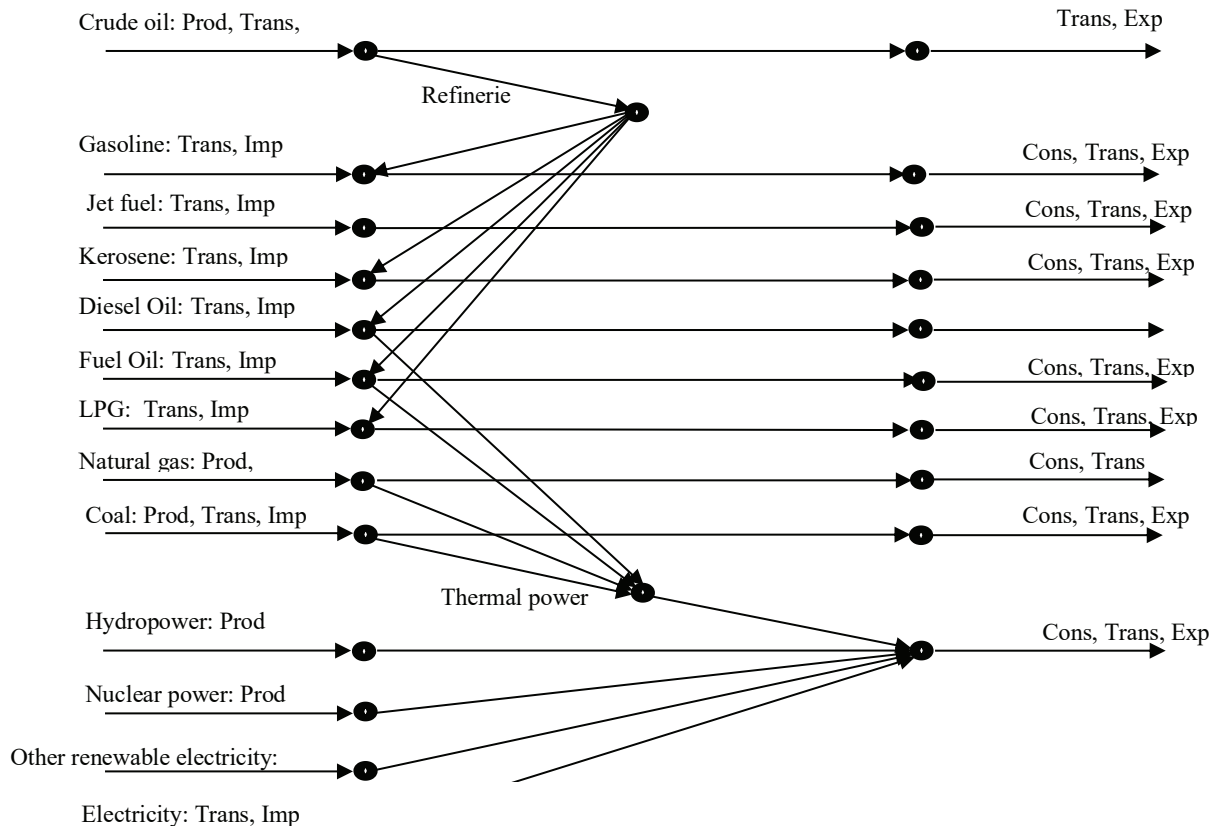 Crude oil: Prod, Trans,
Trans, Exp
Refinerie
Gasoline: Trans, Imp
Cons, Trans, Exp
Jet fuel: Trans, Imp
Cons, Trans, Exp
Kerosene: Trans, Imp
Cons, Trans, Exp
Diesel Oil: Trans, Imp
Fuel Oil: Trans, Imp
Cons, Trans, Exp
LPG: Trans, Imp
Cons, Trans, Exp
Natural gas: Prod,
Cons, Trans
Coal: Prod, Trans, Imp
Cons, Trans, Exp
Thermal power
Hydropower: Prod
Cons, Trans, Exp
Nuclear power: Prod
Other renewable electricity:
Electricity: Trans, Imp